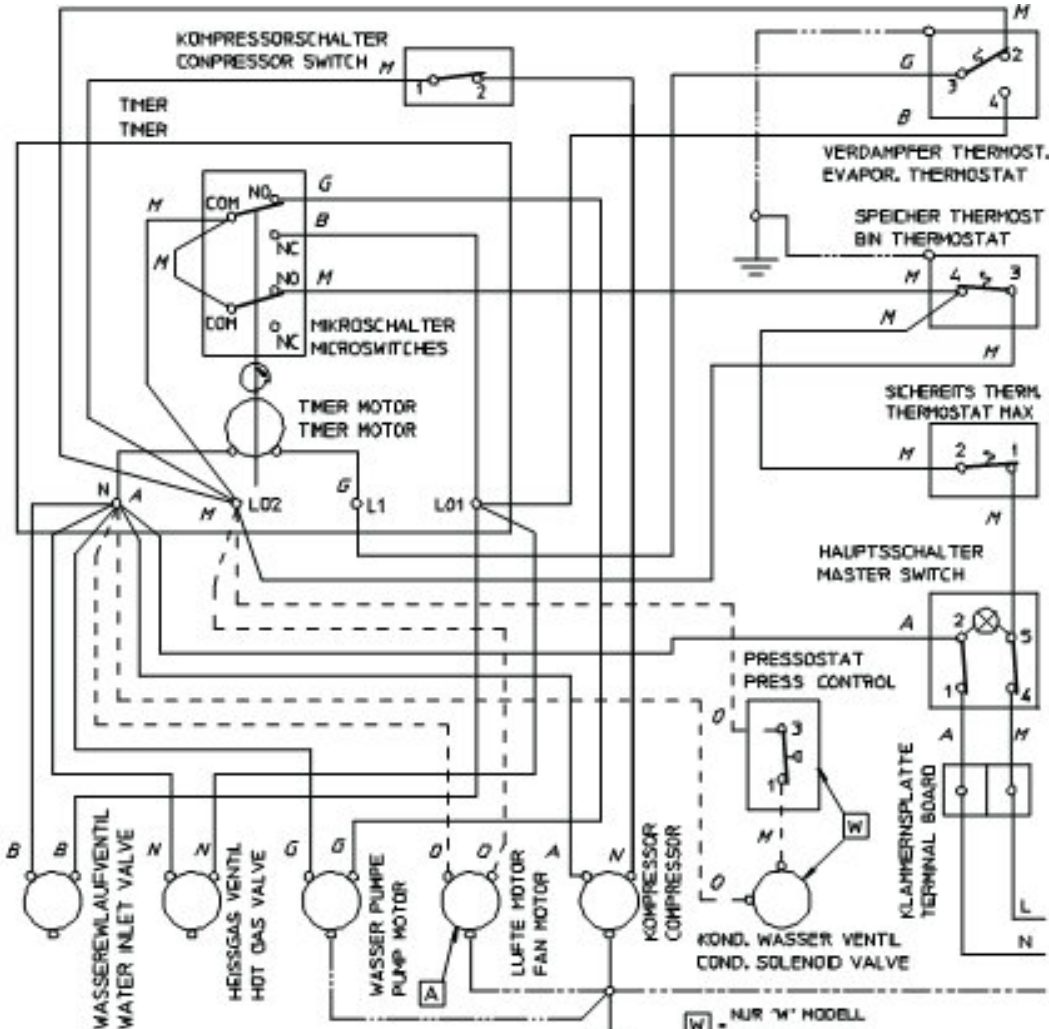 M
KOMPRESSORSCHALTER
CONPRESSOR SWITCH
M
1
2
G
2
3
4
B
TIMER
TIMER
VERDAMPFER THERMOST.
EVAPOR. THERMOSTAT
G
NO
M
COM
B
NC
SPEICHER THERMOST
BIN THERMOSTAT
M
NO
M
M
4
3
COM
NC
MIKROSCHALTER
MICROSWITCHES
M
M
TIMER MOTOR
TIMER MOTOR
SICHEREITS THERM.
THERMOSTAT MAX
M
2
1
G
N
A
M
LO2
L1
LO1
M
HAUPTSSCHALTER
MASTER SWITCH
A
2
5
1
4
PRESSOSTAT
PRESS CONTROL
O
3
1
A
M
KLAMMERNSPLATTE
TERMINAL BOARD
W
M
B
B
N
N
G
G
O
O
A
N
O
WASSEREWLAUFVENTIL
WATER INLET VALVE
HEISSGAS VENTIL
HOT GAS VALVE
WASSER PUMPE
PUMP MOTOR
A
LUFTE MOTOR
FAN MOTOR
KOMPRESSOR
COMPRESSOR
KOND. WASSER VENTIL
COND. SOLENOID VALVE
L
N
W = NUR "W" MODELL